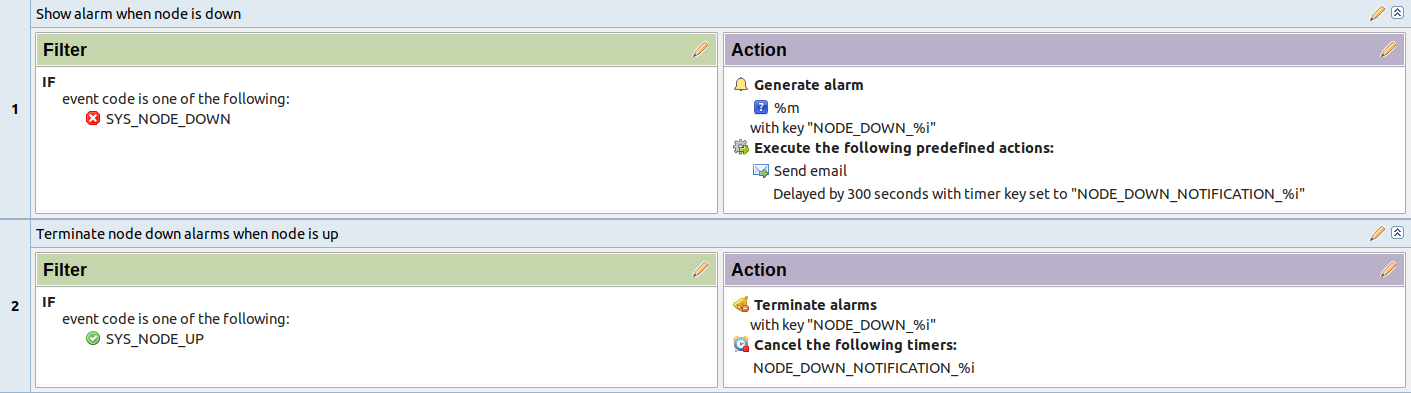 1
Show alarm when node is down
Filter
IF
event code is one of the following:
SYS_NODE_DOWN
Action
Generate alarm
%m
with key "NODE_DOWN_%i"
Execute the following predefined actions:
Send email
Delayed by 300 seconds with timer key set to "NODE_DOWN_NOTIFICATION_%i"
2
Terminate node down alarms when node is up
Filter
IF
event code is one of the following:
SYS_NODE_UP
Action
Terminate alarms
with key "NODE_DOWN_%i"
Cancel the following timers:
NODE_DOWN_NOTIFICATION_%i